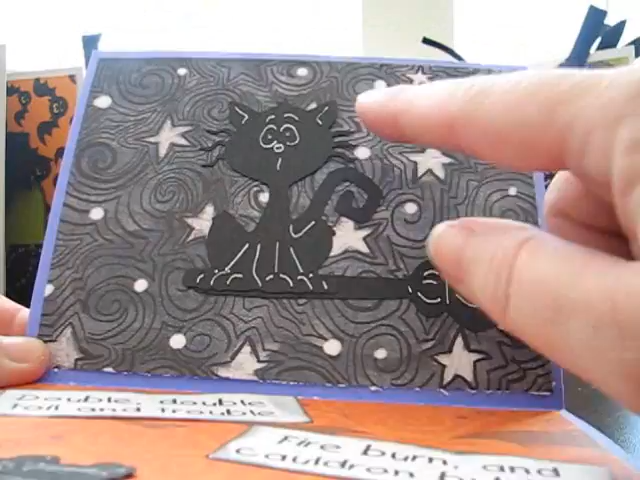 Double, double
toil and trouble.
Fire burn, and
cauldron